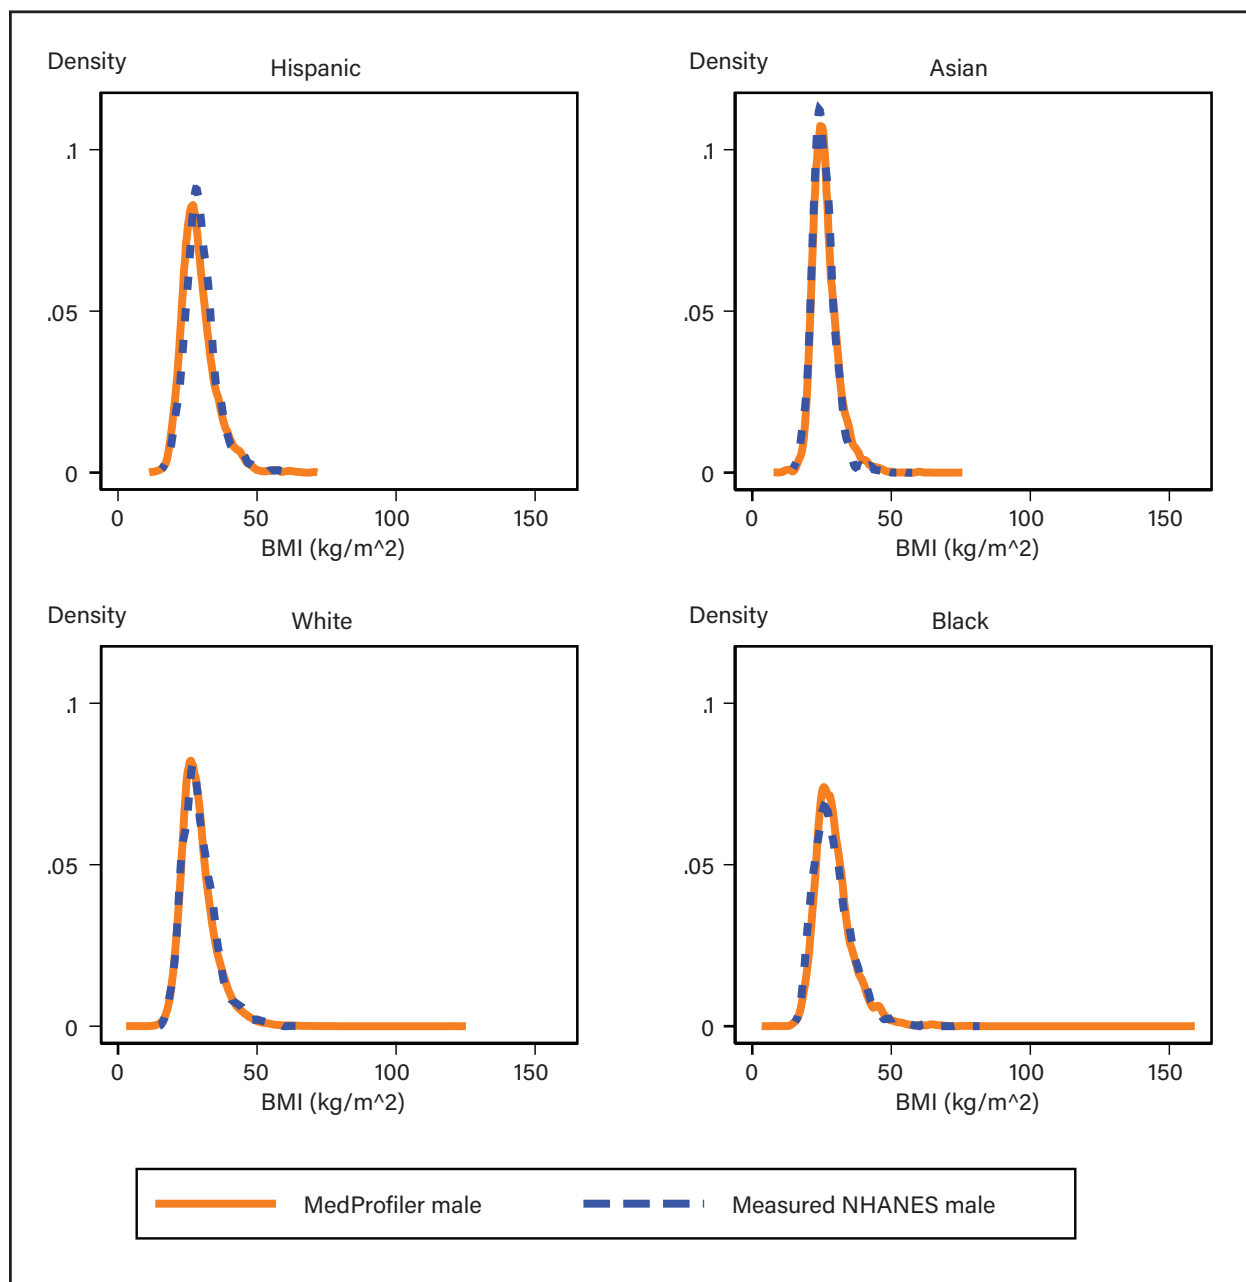 Density
Hispanic
.1
.05
0
0 50 100 150
BMI (kg/m^2)
Density
Asian
.1
.05
0
0 50 100 150
BMI (kg/m^2)
Density
White
.1
.05
0
0 50 100 150
BMI (kg/m^2)
Density
Black
.1
.05
0
0 50 100 150
BMI (kg/m^2)
MedProfiler male
Measured NHANES male